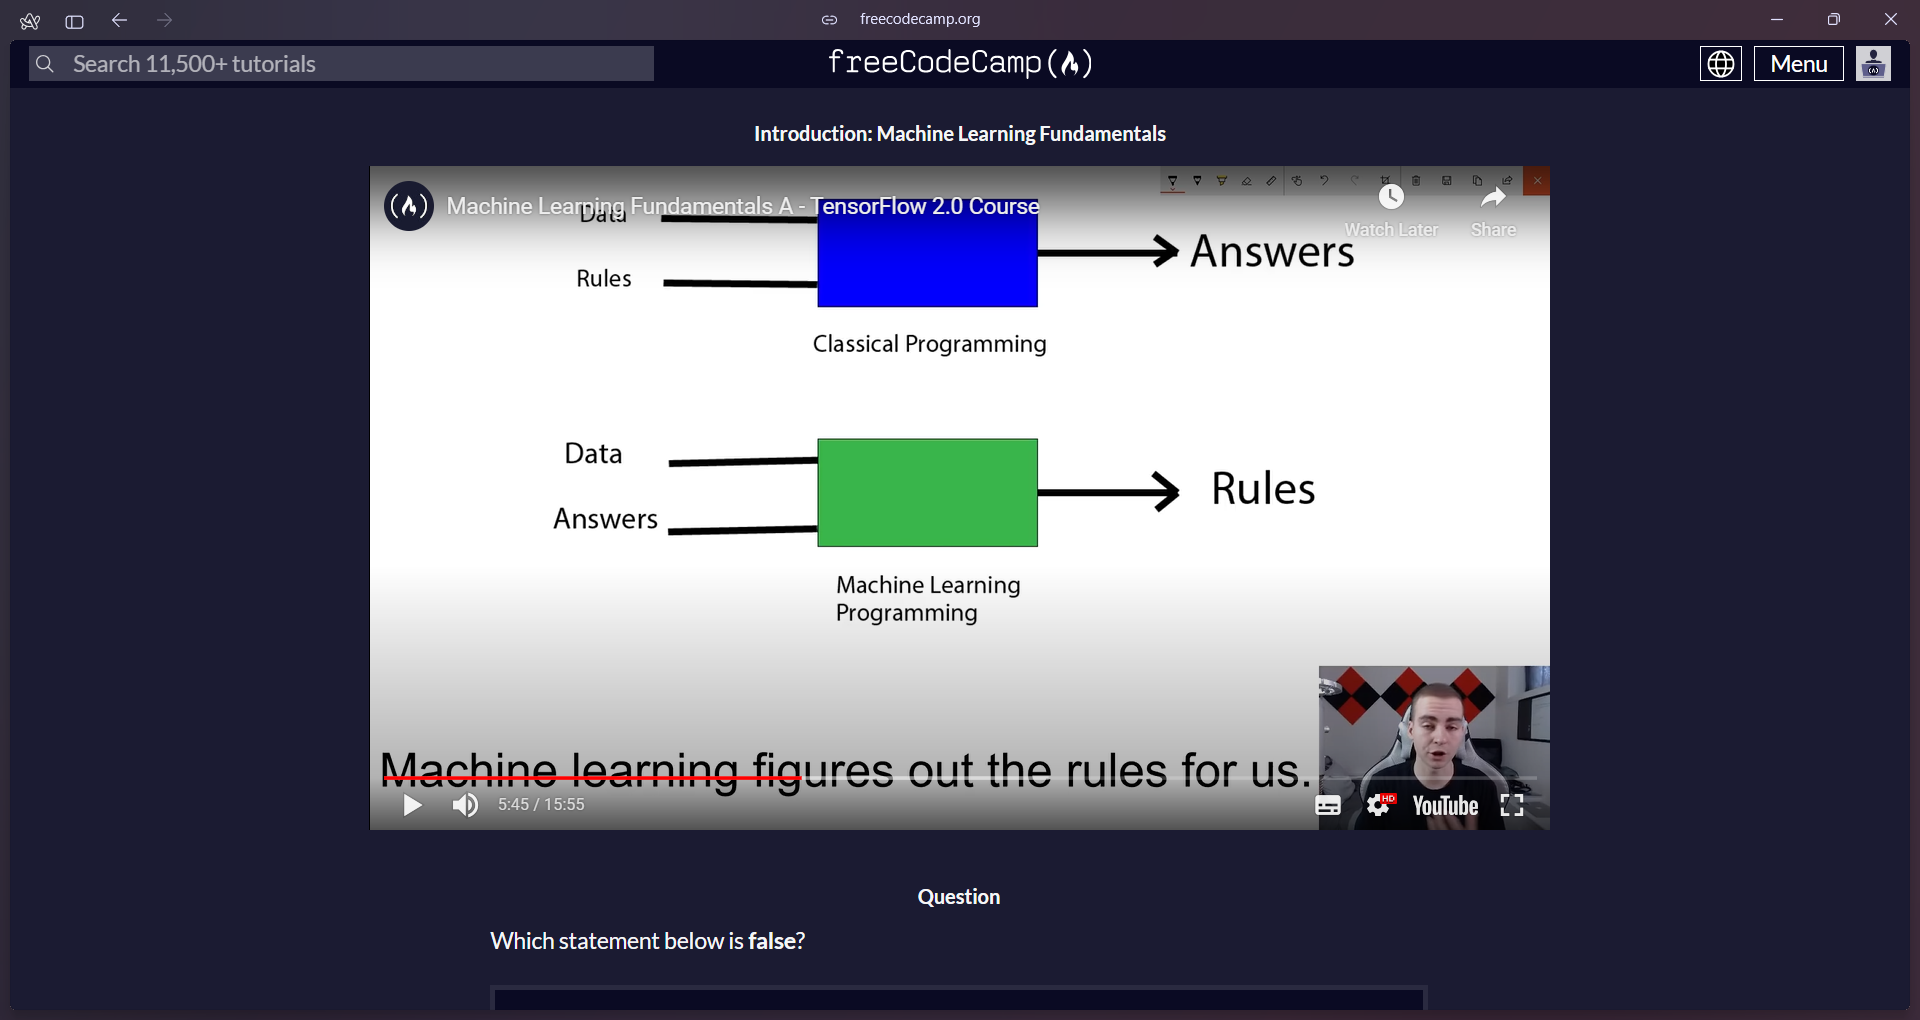 freecodecamp.org
Search 11,500+ tutorials
freeCodeCamp(🔥)
Menu
Introduction: Machine Learning Fundamentals
Machine Learning Fundamentals A - TensorFlow 2.0 Course
Watch Later
Share
Data
Rules
Answers
Classical Programming
Data
Answers
Rules
Machine Learning
Programming
Machine learning figures out the rules for us.
5:45 / 15:55
HD
YouTube
Question
Which statement below is false?